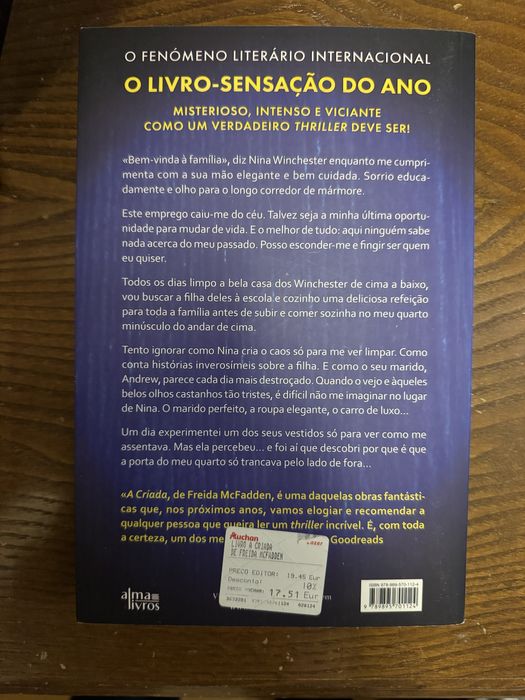 O FENÓMENO LITERÁRIO INTERNACIONAL
O LIVRO-SENSAÇÃO DO ANO
MISTERIOSO, INTENSO E VICIANTE
COMO UM VERDADEIRO THRILLER DEVE SER!
«Bem-vinda à família», diz Nina Winchester enquanto me cumpri-
menta com a sua mão elegante e bem cuidada. Sorrio educa-
damente e olho para o longo corredor de mármore.
Este emprego caiu-me do céu. Talvez seja a minha última oportu-
nidade para mudar de vida. E o melhor de tudo: aqui ninguém sabe
nada acerca do meu passado. Posso esconder-me e fingir ser quem
eu quiser.
Todos os dias limpo a bela casa dos Winchester de cima a baixo,
vou buscar a filha deles à escola e cozinho uma deliciosa refeição
para toda a família antes de subir e comer sozinha no meu quarto
minúsculo do andar de cima.
Tento ignorar como Nina cria o caos só para me ver limpar. Como
conta histórias inverosímeis sobre a filha. E como o seu marido,
Andrew, parece cada dia mais destroçado. Quando o vejo e àqueles
belos olhos castanhos tão tristes, é difícil não me imaginar no lugar
de Nina. O marido perfeito, a roupa elegante, o carro de luxo...
Um dia experimentei um dos seus vestidos só para ver como me
assentava. Mas ela percebeu... e foi aí que descobri por que é que
a porta do meu quarto só trancava pelo lado de fora...
«A Criada, de Freida McFadden, é uma daquelas obras fantásti-
cas que, nos próximos anos, vamos elogiar e recomendar a
qualquer pessoa que queira ler um thriller incrível. É, com toda
a certeza, um dos me Goodreads
Auchan
LIVRO A CRIADA
DE FREIDA MCFADDEN
PRECO EDITOR: 19.45 Eur
Desconto: 10%
17.51 Eur
alma
dos livros
ISBN 978-989-570-112-4
9 789895 701124